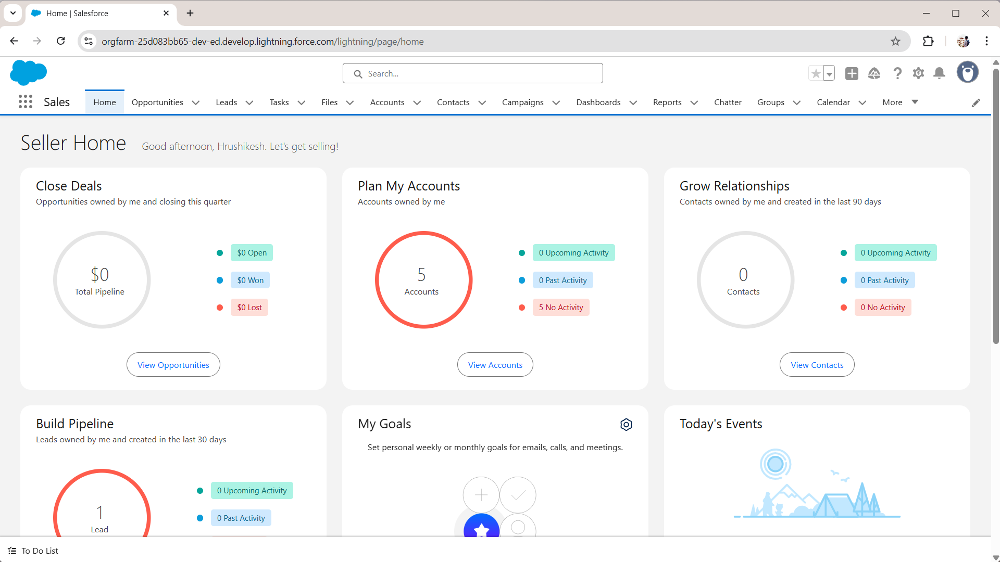 Home | Salesforce
orgfarm-25d083bb65-dev-ed.develop.lightning.force.com/lightning/page/home
Search...
Sales
Home
Opportunities
Leads
Tasks
Files
Accounts
Contacts
Campaigns
Dashboards
Reports
Chatter
Groups
Calendar
More
Seller Home
Good afternoon, Hrushikesh. Let's get selling!
Close Deals
Opportunities owned by me and closing this quarter
$0
Total Pipeline
$0 Open
$0 Won
$0 Lost
View Opportunities
Plan My Accounts
Accounts owned by me
5
Accounts
0 Upcoming Activity
0 Past Activity
5 No Activity
View Accounts
Grow Relationships
Contacts owned by me and created in the last 90 days
0
Contacts
0 Upcoming Activity
0 Past Activity
0 No Activity
View Contacts
Build Pipeline
Leads owned by me and created in the last 30 days
1
Lead
0 Upcoming Activity
0 Past Activity
My Goals
Set personal weekly or monthly goals for emails, calls, and meetings.
Today's Events
To Do List